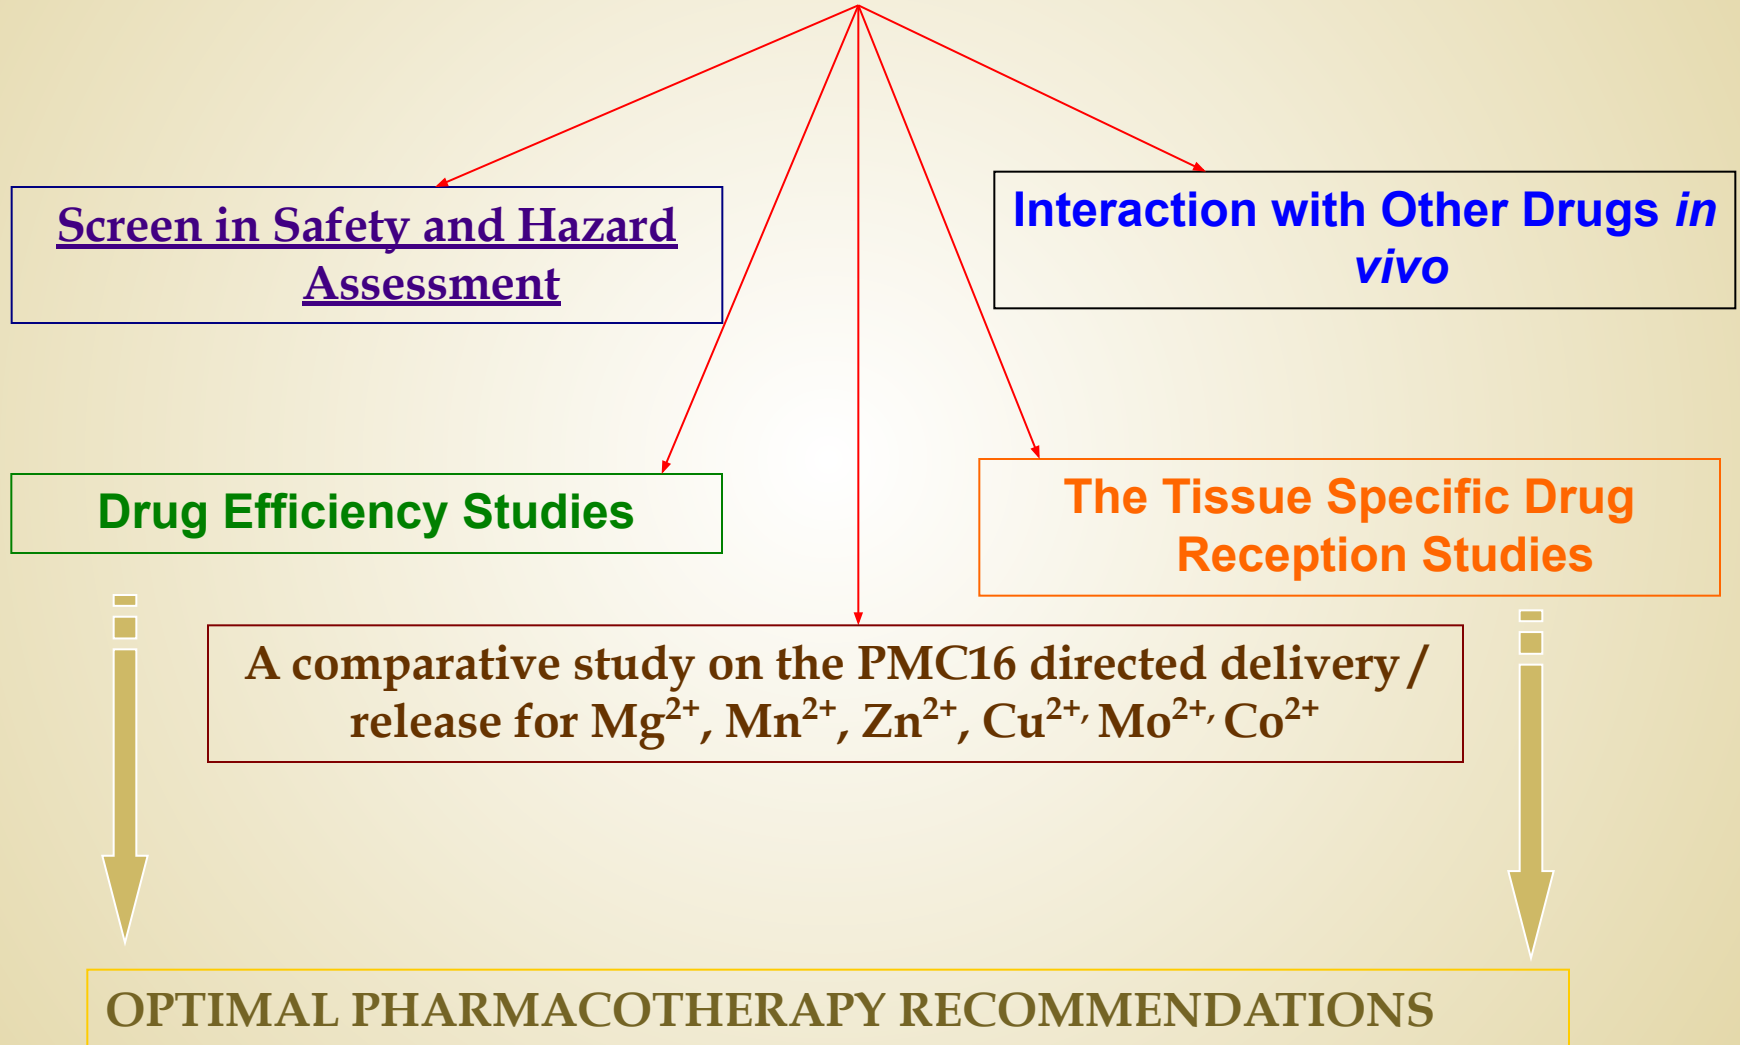 Screen in Safety and Hazard
Assessment
Interaction with Other Drugs in
vivo
Drug Efficiency Studies
The Tissue Specific Drug
Reception Studies
A comparative study on the PMC16 directed delivery /
release for Mg²⁺, Mn²⁺, Zn²⁺, Cu²⁺’ Mo²⁺’ Co²⁺
OPTIMAL PHARMACOTHERAPY RECOMMENDATIONS